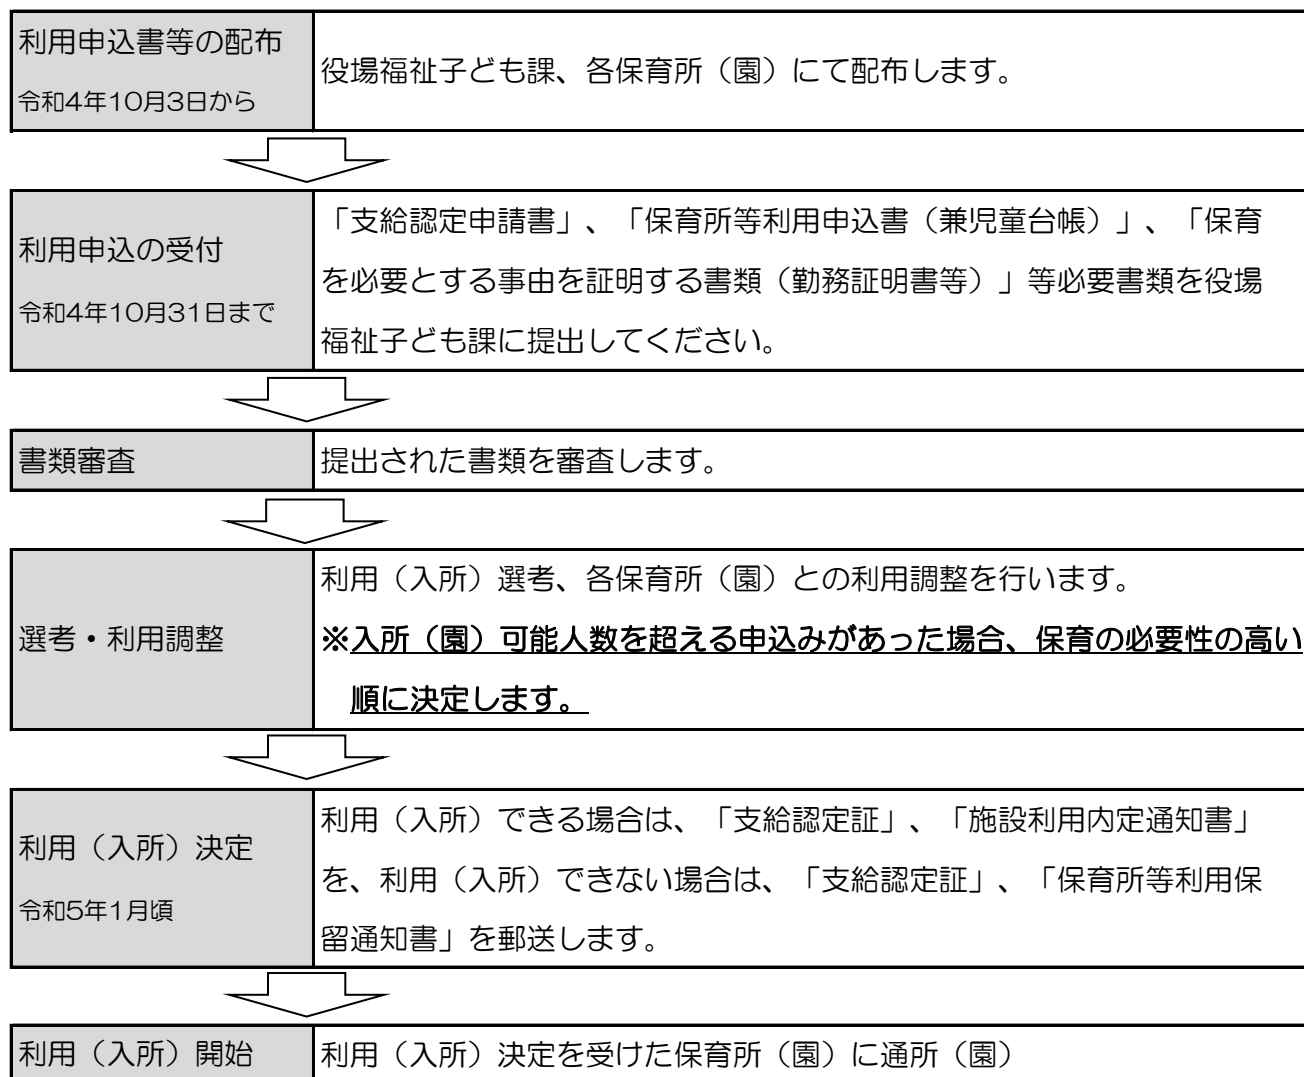 利用申込書等の配布
令和4年10月3日から
役場福祉子ども課、各保育所（園）にて配布します。
利用申込の受付
令和4年10月31日まで
「支給認定申請書」、「保育所等利用申込書（兼児童台帳）」、「保育
を必要とする事由を証明する書類（勤務証明書等）」等必要書類を役場
福祉子ども課に提出してください。
書類審査
提出された書類を審査します。
選考・利用調整
利用（入所）選考、各保育所（園）との利用調整を行います。
※入所（園）可能人数を超える申込みがあった場合、保育の必要性の高い
順に決定します。
利用（入所）決定
令和5年1月頃
利用（入所）できる場合は、「支給認定証」、「施設利用内定通知書」
を、利用（入所）できない場合は、「支給認定証」、「保育所等利用保
留通知書」を郵送します。
利用（入所）開始
利用（入所）決定を受けた保育所（園）に通所（園）